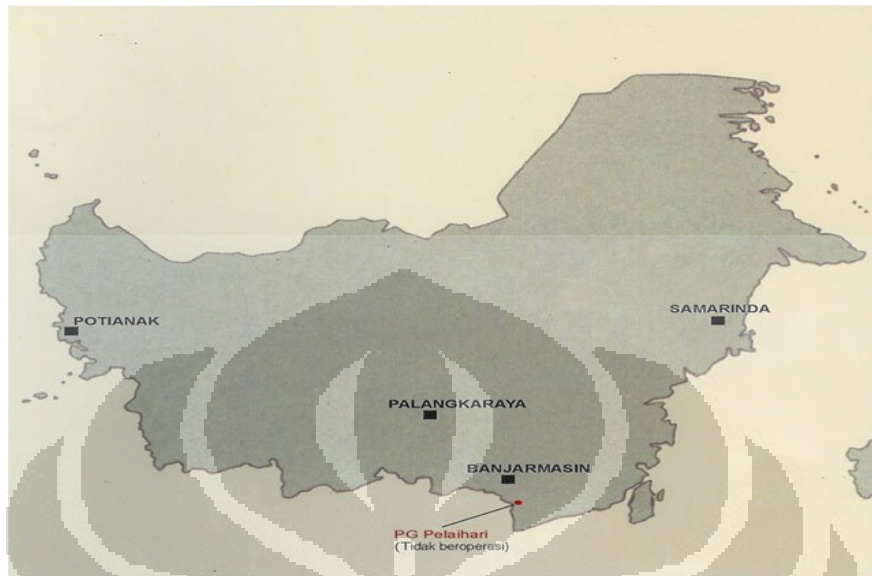 SAMARINDA
POTIANAK
PALANGKARAYA
BANJARMASIN
PG Pelaihari
(Tidak beroperasi)